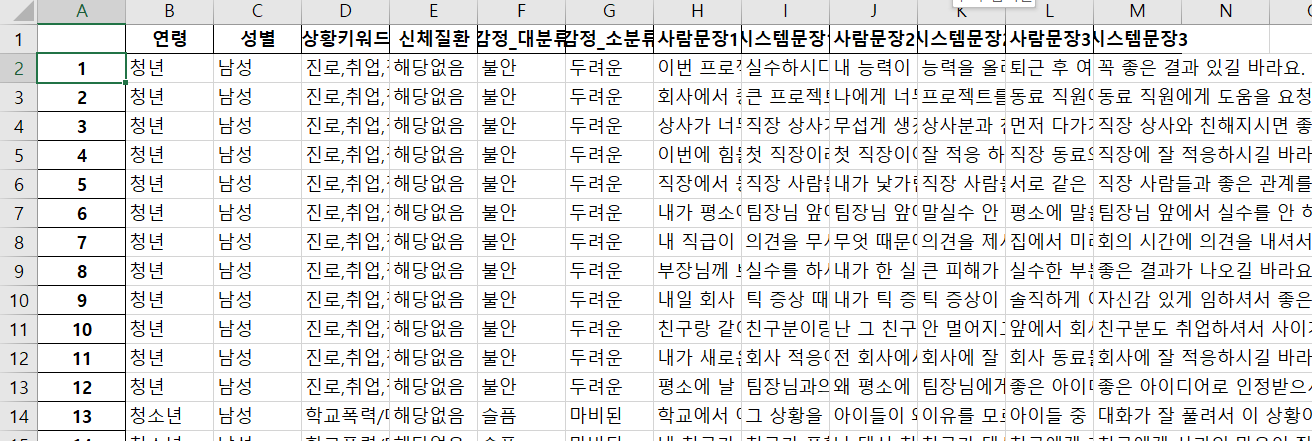 A B C D E F G H I J K L M N
1 연령 성별 상황키워드 신체질환 감정_대분류 감정_소분류 사람문장1 시스템문장1 사람문장2 시스템문장2 사람문장3 시스템문장3
2 1 청년 남성 진로,취업, 해당없음 불안 두려운 이번 프로 실수하시 내 능력이 능력을 올 퇴근 후 여 꼭 좋은 결과 있길 바라요.
3 2 청년 남성 진로,취업, 해당없음 불안 두려운 회사에서 큰 프로젝트 나에게 너 프로젝트를 동료 직원 동료 직원에게 도움을 요청
4 3 청년 남성 진로,취업, 해당없음 불안 두려운 상사가 너 직장 상사 무섭게 생 상사분과 먼저 다가 직장 상사와 친해지시면 좋
5 4 청년 남성 진로,취업, 해당없음 불안 두려운 이번에 힘 첫 직장이 첫 직장이 잘 적응 하 직장 동료 직장에 잘 적응하시길 바라
6 5 청년 남성 진로,취업, 해당없음 불안 두려운 직장에서 직장 사람 내가 낯가 직장 사람 서로 같은 직장 사람들과 좋은 관계를
7 6 청년 남성 진로,취업, 해당없음 불안 두려운 내가 평소 팀장님 앞 팀장님 앞 말실수 안 평소에 말 팀장님 앞에서 실수를 안 하
8 7 청년 남성 진로,취업, 해당없음 불안 두려운 내 직급이 의견을 무 무엇 때문 의견을 제 집에서 미 회의 시간에 의견을 내셔서
9 8 청년 남성 진로,취업, 해당없음 불안 두려운 부장님께 실수를 하 내가 한 실 큰 피해가 실수한 부 좋은 결과가 나오길 바라요
10 9 청년 남성 진로,취업, 해당없음 불안 두려운 내일 회사 틱 증상 때 내가 틱 증 틱 증상이 솔직하게 자신감 있게 임하셔서 좋은
11 10 청년 남성 진로,취업, 해당없음 불안 두려운 친구랑 같 친구분이랑 난 그 친구 안 멀어지 앞에서 회 친구분도 취업하셔서 사이
12 11 청년 남성 진로,취업, 해당없음 불안 두려운 내가 새로 회사 적응 전 회사에 회사에 잘 회사 동료 회사에 잘 적응하시길 바라
13 12 청년 남성 진로,취업, 해당없음 불안 두려운 평소에 날 팀장님과 왜 평소에 팀장님에게 좋은 아이 좋은 아이디어로 인정받으
14 13 청소년 남성 학교폭력/ 해당없음 슬픔 마비된 학교에서 그 상황을 아이들이 이유를 모 아이들 중 대화가 잘 풀려서 이 상황